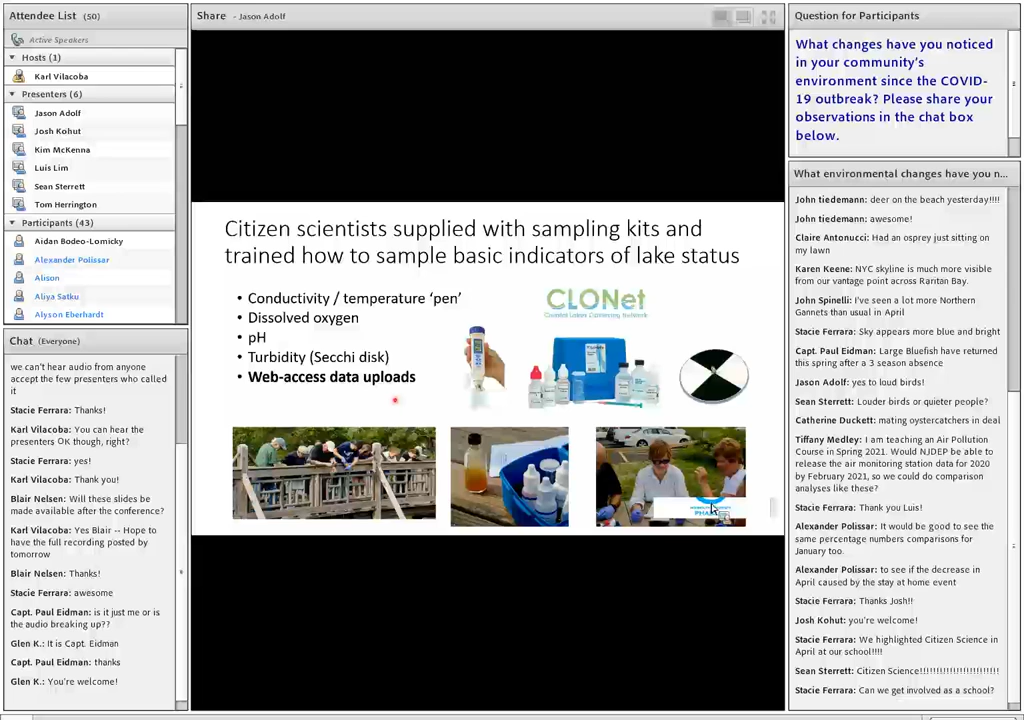 Attendee List (50)
Active Speakers
Hosts (1)
Karl Vilacoba
Presenters (6)
Jason Adolf
Josh Kohut
Kim McKenna
Luis Lim
Sean Sterrett
Tom Herrington
Participants (43)
Aidan Bodeo-Lomicky
Alexander Polissar
Alison
Aliya Satku
Alyson Eberhardt
Chat (Everyone)
we can't hear audio from anyone
accept the few presenters who called
it
Stacie Ferrara: Thanks!
Karl Vilacoba: You can hear the
presenters OK though, right?
Stacie Ferrara: yes!
Karl Vilacoba: Thank you!
Blair Nelsen: Will these slides be
made available after the conference?
Karl Vilacoba: Yes Blair -- Hope to
have the full recording posted by
tomorrow
Blair Nelsen: Thanks!
Stacie Ferrara: awesome
Capt. Paul Eidman: is it just me or is
the audio breaking up??
Glen K.: It is Capt. Eidman
Capt. Paul Eidman: thanks
Glen K.: You're welcome!
Share - Jason Adolf
Citizen scientists supplied with sampling kits and
trained how to sample basic indicators of lake status
• Conductivity / temperature ‘pen’
• Dissolved oxygen
• pH
• Turbidity (Secchi disk)
• Web-access data uploads
CLONet
Coastal Lakes Observing Network
Question for Participants
What changes have you noticed
in your community's
environment since the COVID-
19 outbreak? Please share your
observations in the chat box
below.
What environmental changes have you n...
John tiedemann: deer on the beach yesterday!!!!
John tiedemann: awesome!
Claire Antonucci: Had an osprey just sitting on
my lawn
Karen Keene: NYC skyline is much more visible
from our vantage point across Raritan Bay.
John Spinelli: I've seen a lot more Northern
Gannets than usual in April
Stacie Ferrara: Sky appears more blue and bright
Capt. Paul Eidman: Large Bluefish have returned
this spring after a 3 season absence
Jason Adolf: yes to loud birds!
Sean Sterrett: Louder birds or quieter people?
Catherine Duckett: mating oystercatchers in deal
Tiffany Medley: I am teaching an Air Pollution
Course in Spring 2021. Would NJDEP be able to
release the air monitoring station data for 2020
by February 2021, so we could do comparison
analyses like these?
Stacie Ferrara: Thank you Luis!
Alexander Polissar: It would be good to see the
same percentage numbers comparisons for
January too.
Alexander Polissar: to see if the decrease in
April caused by the stay at home event
Stacie Ferrara: Thanks Josh!!
Josh Kohut: you're welcome!
Stacie Ferrara: We highlighted Citizen Science in
April at our school!!!!
Sean Sterrett: Citizen Science!!!!!!!!!!!!!!!!!!!!!!!!
Stacie Ferrara: Can we get involved as a school?